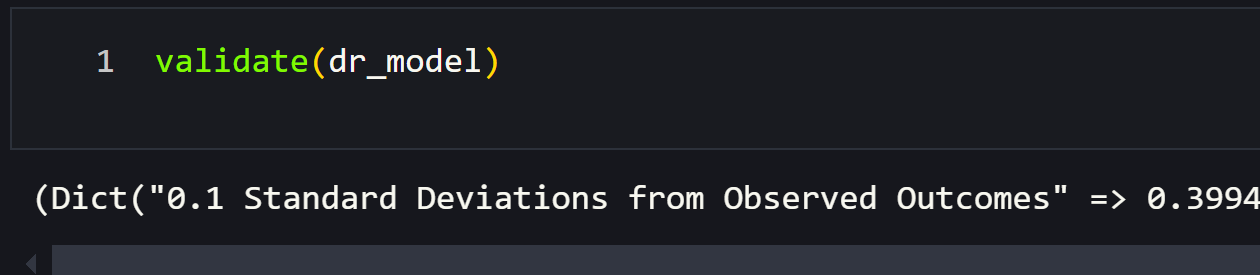 1 validate(dr_model)
(Dict("0.1 Standard Deviations from Observed Outcomes" => 0.3994